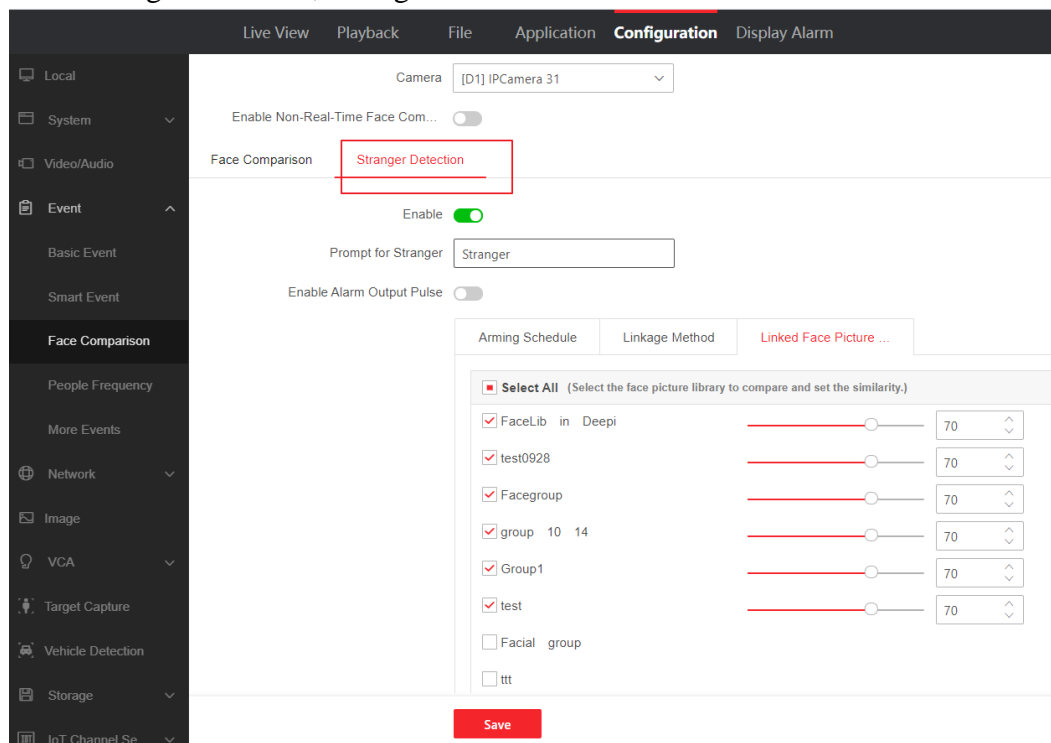 Live View Playback File Application Configuration Display Alarm
Local
System
Video/Audio
Event
Basic Event
Smart Event
Face Comparison
People Frequency
More Events
Network
Image
VCA
Target Capture
Vehicle Detection
Storage
IoT Channel Se...
Camera [D1] IPCamera 31
Enable Non-Real-Time Face Com...
Face Comparison Stranger Detection
Enable
Prompt for Stranger Stranger
Enable Alarm Output Pulse
Arming Schedule Linkage Method Linked Face Picture ...
Select All (Select the face picture library to compare and set the similarity.)
FaceLib in Deepi 70
test0928 70
Facegroup 70
group 10 14 70
Group1 70
test 70
Facial group
ttt
Save